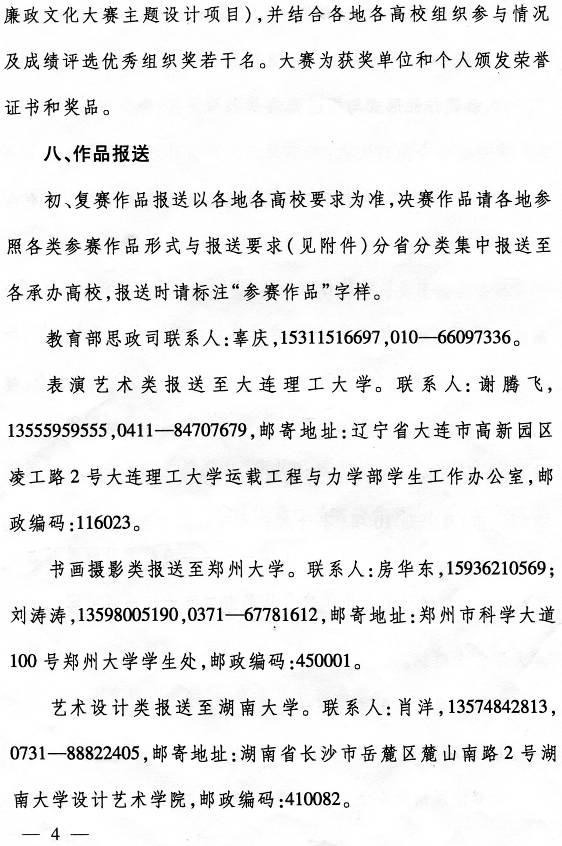 廉政文化大赛主题设计项目),并结合各地各高校组织参与情况
及成绩评选优秀组织奖若干名。大赛为获奖单位和个人颁发荣誉
证书和奖品。
八、作品报送
初、复赛作品报送以各地各高校要求为准,决赛作品请各地参
照各类参赛作品形式与报送要求(见附件)分省分类集中报送至
各承办高校,报送时请标注“参赛作品”字样。
教育部思政司联系人:辜庆,15311516697,010—66097336。
表演艺术类报送至大连理工大学。联系人:谢腾飞,
13555959555,0411—84707679,邮寄地址:辽宁省大连市高新园区
凌工路2号大连理工大学运载工程与力学部学生工作办公室,邮
政编码:116023。
书画摄影类报送至郑州大学。联系人:房华东,15936210569;
刘涛涛,13598005190,0371—67781612,邮寄地址:郑州市科学大道
100号郑州大学学生处,邮政编码:450001。
艺术设计类报送至湖南大学。联系人:肖洋,13574842813,
0731—88822405,邮寄地址:湖南省长沙市岳麓区麓山南路2号湖
南大学设计艺术学院,邮政编码:410082。
— 4 —